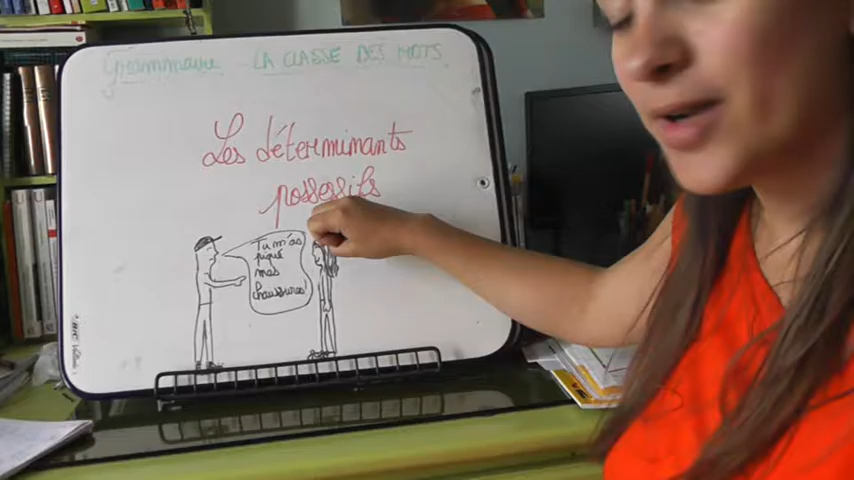 Grammaire LA CLASSE DES MOTS
Les déterminants
possessifs
Tu m'as
piqué
mes
chaussures!